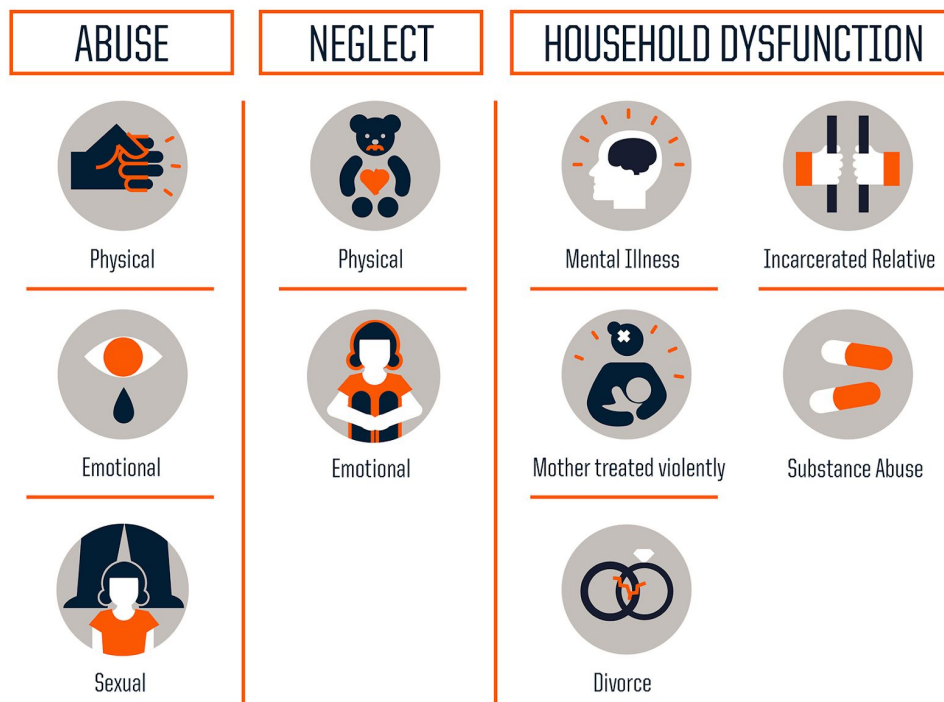 ABUSE
Physical
Emotional
Sexual
NEGLECT
Physical
Emotional
HOUSEHOLD DYSFUNCTION
Mental Illness
Incarcerated Relative
Mother treated violently
Substance Abuse
Divorce